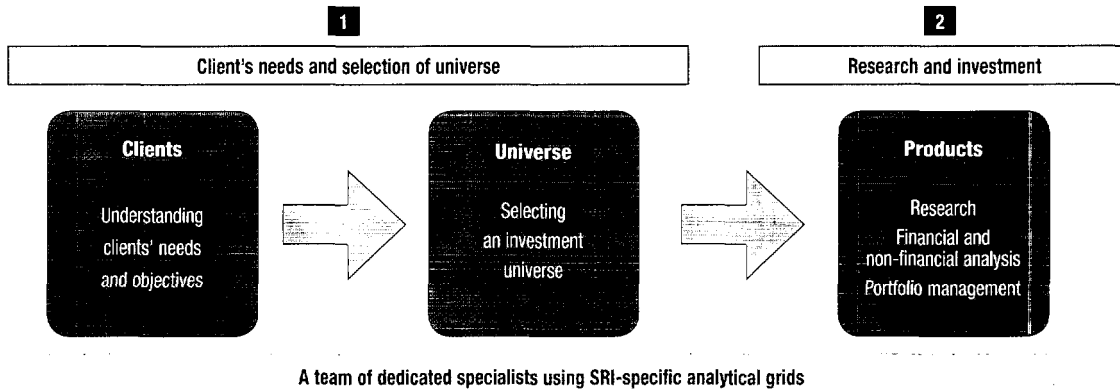 1
2
Client's needs and selection of universe
Research and investment
Clients
Understanding
clients' needs
and objectives
Universe
Selecting
an investment
universe
Products
Research
Financial and
non-financial analysis
Portfolio management
A team of dedicated specialists using SRI-specific analytical grids